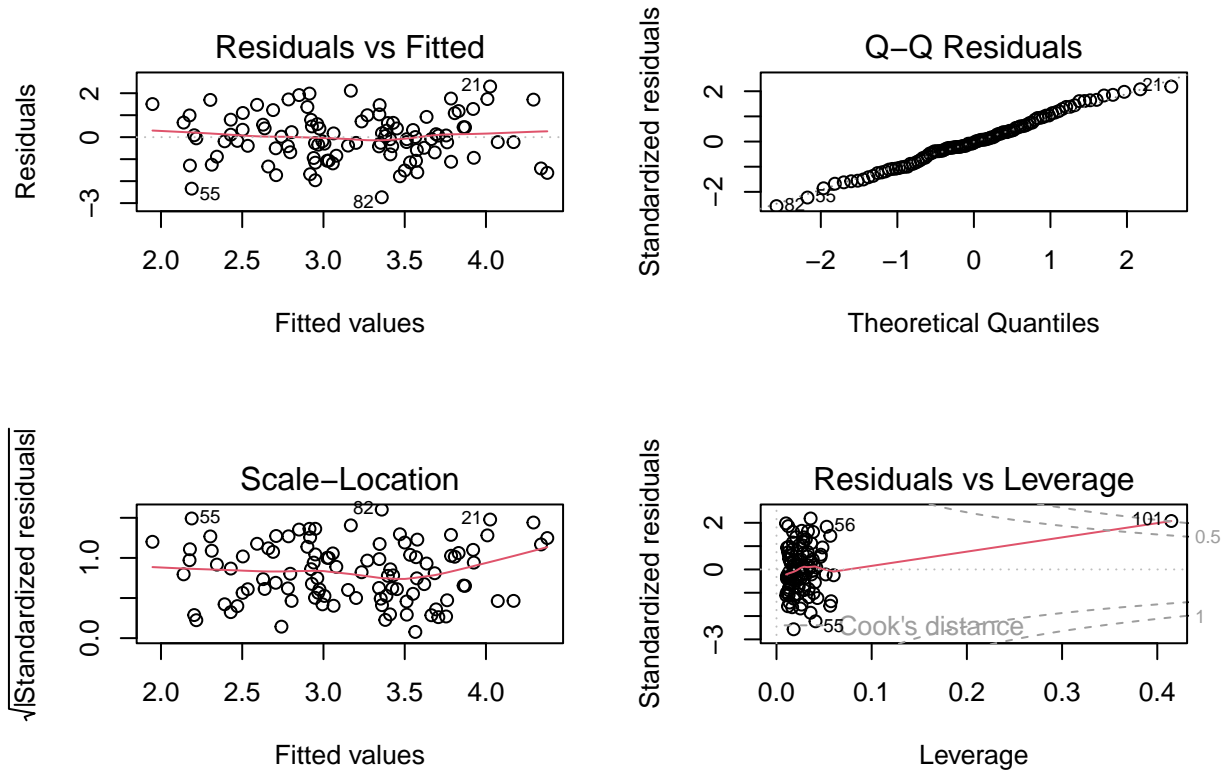 Residuals vs Fitted
Residuals
2
0
−3
21
55
82
2.0 2.5 3.0 3.5 4.0
Fitted values
Q−Q Residuals
Standardized residuals
2
0
−2
21
82
55
−2 −1 0 1 2
Theoretical Quantiles
Scale−Location
√|Standardized residuals|
1.0
0.0
55
82
21
2.0 2.5 3.0 3.5 4.0
Fitted values
Residuals vs Leverage
Standardized residuals
2
0
−3
101
56
0.5
55
Cook's distance
1
0.0 0.1 0.2 0.3 0.4
Leverage